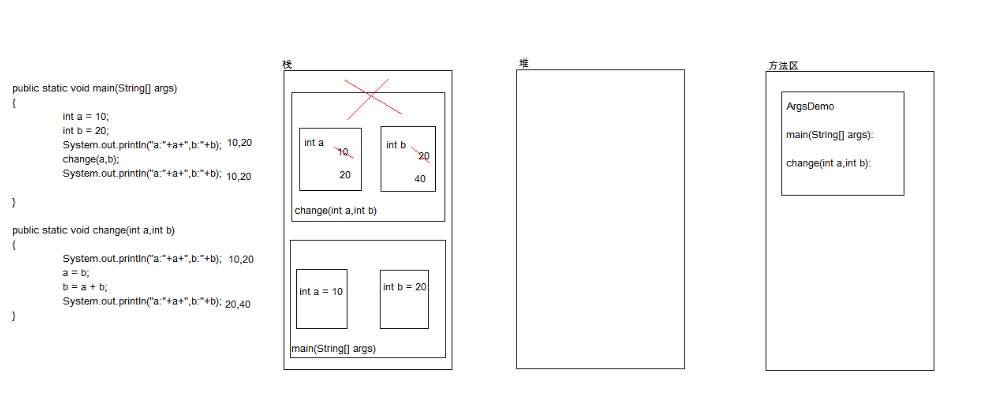 public static void main(String[] args)
{
int a = 10;
int b = 20;
System.out.println("a:"+a+",b:"+b); 10,20
change(a,b);
System.out.println("a:"+a+",b:"+b); 10,20
}
public static void change(int a,int b)
{
System.out.println("a:"+a+",b:"+b); 10,20
a = b;
b = a + b;
System.out.println("a:"+a+",b:"+b); 20,40
}
栈
int a
10
20
int b
20
40
change(int a,int b)
int a = 10
int b = 20
main(String[] args)
堆
方法区
ArgsDemo
main(String[] args):
change(int a,int b):